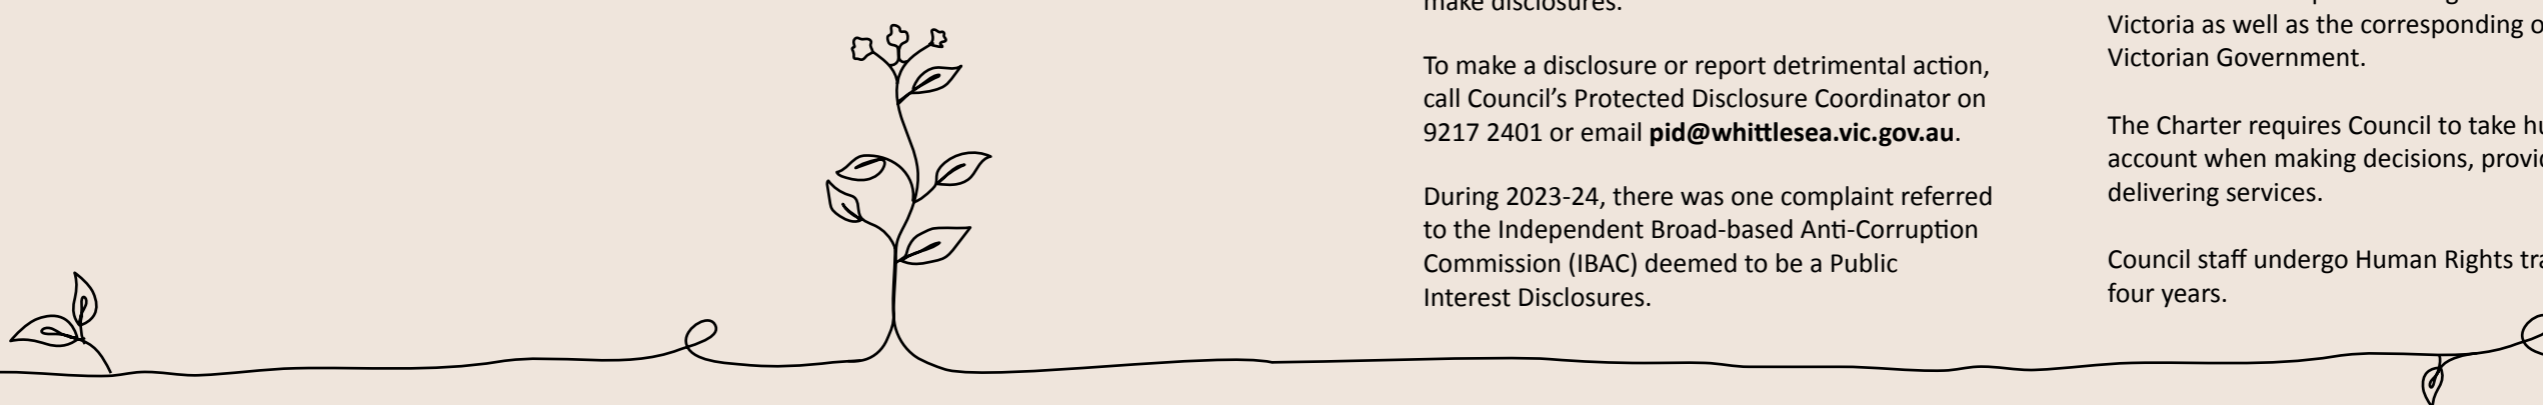 make disclosures.
To make a disclosure or report detrimental action,
call Council’s Protected Disclosure Coordinator on
9217 2401 or email pid@whittlesea.vic.gov.au.
During 2023-24, there was one complaint referred
to the Independent Broad-based Anti-Corruption
Commission (IBAC) deemed to be a Public
Interest Disclosures.
Victoria as well as the corresponding
Victorian Government.
The Charter requires Council to take
account when making decisions,
delivering services.
Council staff undergo Human Rights
four years.